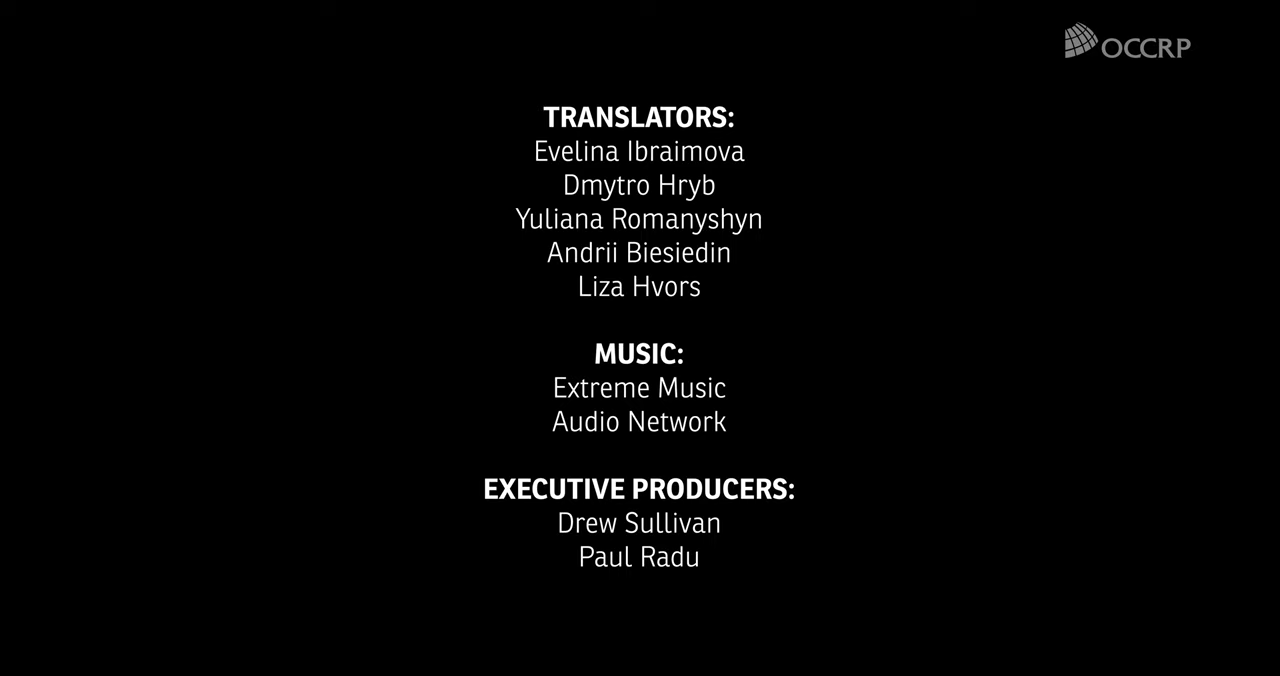 OCCRP
TRANSLATORS:
Evelina Ibraimova
Dmytro Hryb
Yuliana Romanyshyn
Andrii Biesiedin
Liza Hvors
MUSIC:
Extreme Music
Audio Network
EXECUTIVE PRODUCERS:
Drew Sullivan
Paul Radu